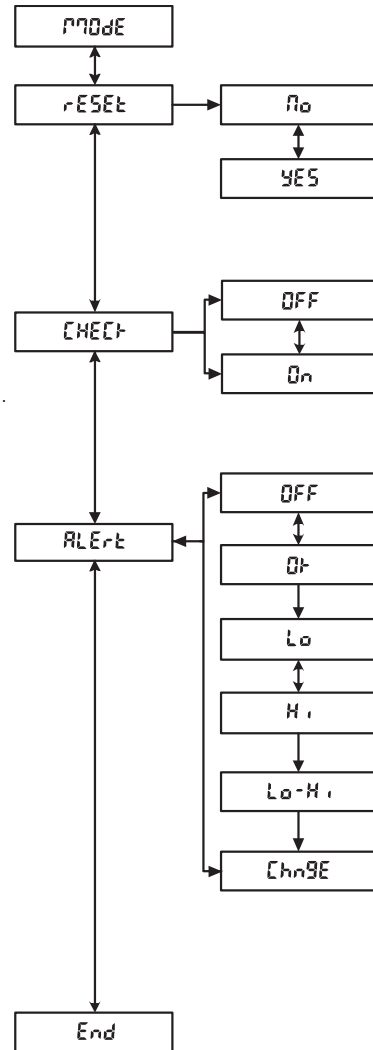 MODE
rESEt
No
YES
CHECk
OFF
On
ALErt
OFF
Ok
Lo
Hi
Lo-Hi
ChngE
End